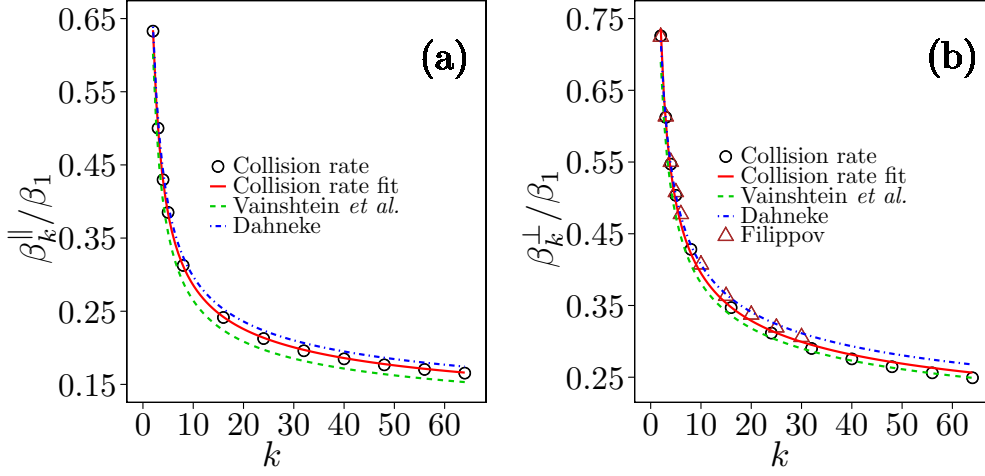 (a)
β_k^∥/β_1
0.65
0.55
0.45
0.35
0.25
0.15
Collision rate
Collision rate fit
Vainshtein et al.
Dahneke
0 10 20 30 40 50 60
k
(b)
β_k^⊥/β_1
0.75
0.65
0.55
0.45
0.35
0.25
Collision rate
Collision rate fit
Vainshtein et al.
Dahneke
Filippov
0 10 20 30 40 50 60
k